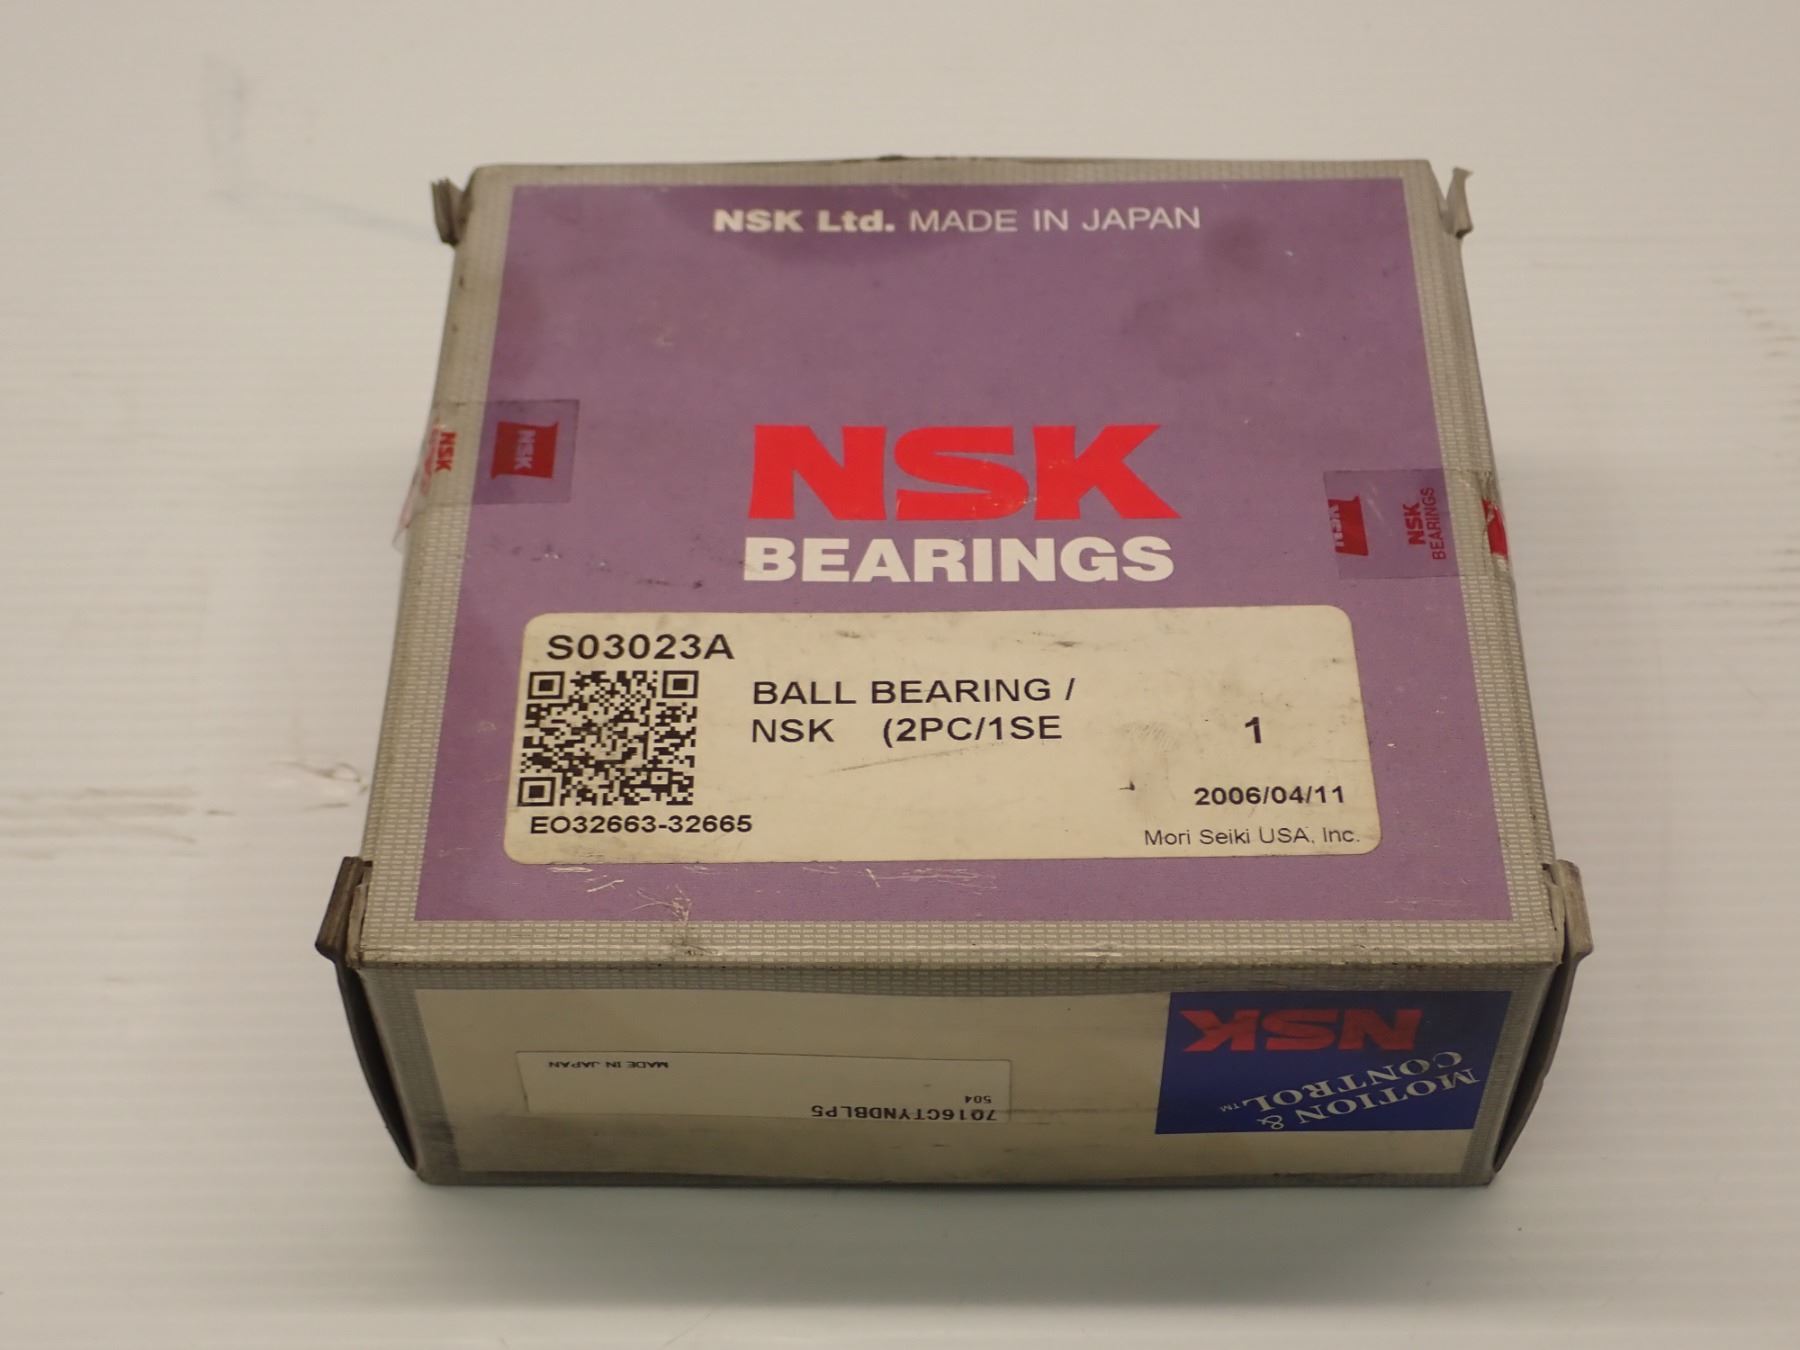 NSK Ltd. MADE IN JAPAN
NSK
NSK
NSK
BEARINGS
NSK
NSK
BEARINGS
S03023A
BALL BEARING /
NSK (2PC/1SE
1
2006/04/11
EO32663-32665
Mori Seiki USA, Inc.
7016CTYNDBLP5
504
MADE IN JAPAN
MOTION &
CONTROL™
NSK